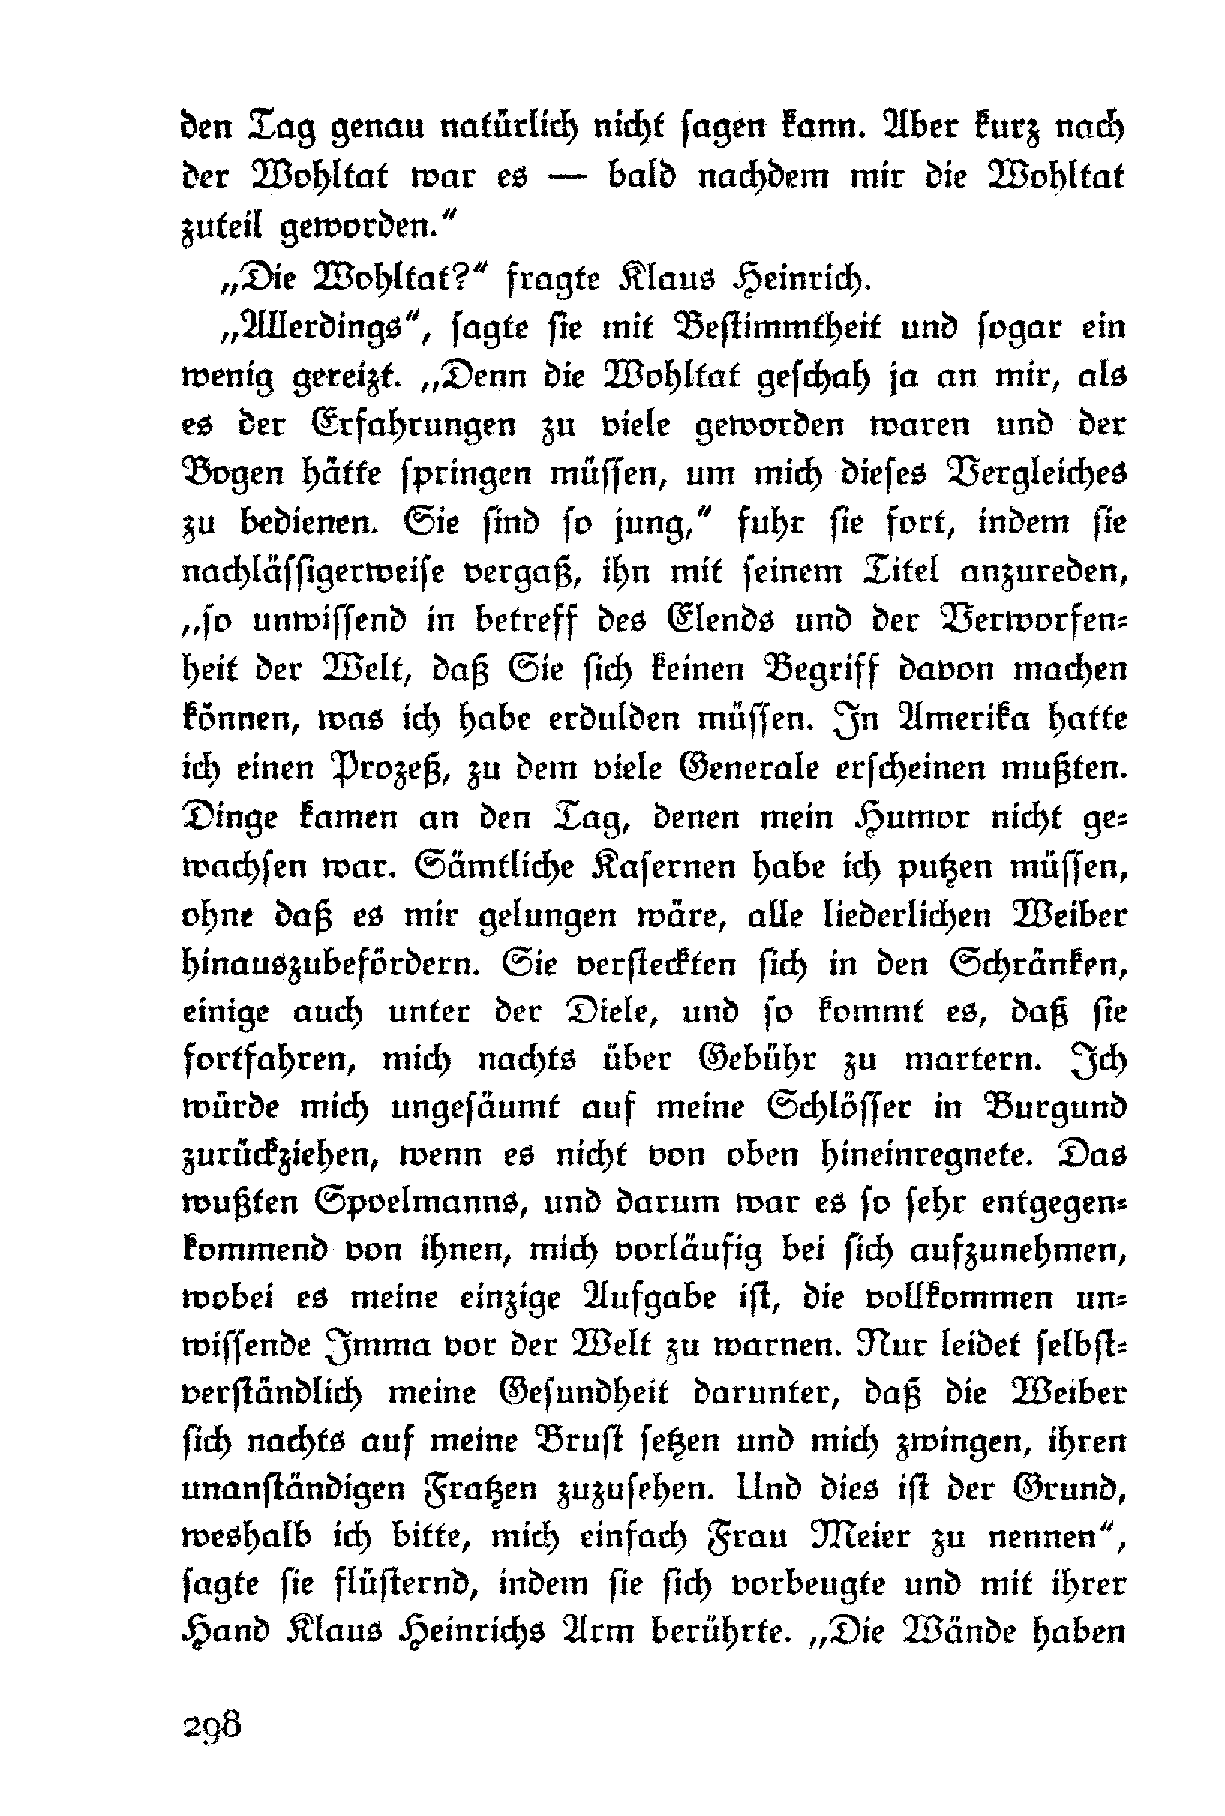 den Tag genau natürlich nicht ſagen kann. Aber kurz nach
der Wohltat war es — bald nachdem mir die Wohltat
zuteil geworden.“
„Die Wohltat?“ fragte Klaus Heinrich.
„Allerdings“, ſagte ſie mit Beſtimmtheit und ſogar ein
wenig gereizt. „Denn die Wohltat geſchah ja an mir, als
es der Erfahrungen zu viele geworden waren und der
Bogen hätte ſpringen müſſen, um mich dieſes Vergleiches
zu bedienen. Sie ſind ſo jung,“ fuhr ſie fort, indem ſie
nachläſſigerweiſe vergaß, ihn mit ſeinem Titel anzureden,
„ſo unwiſſend in betreff des Elends und der Verworfen⸗
heit der Welt, daß Sie ſich keinen Begriff davon machen
können, was ich habe erdulden müſſen. In Amerika hatte
ich einen Prozeß, zu dem viele Generale erſcheinen mußten.
Dinge kamen an den Tag, denen mein Humor nicht ge⸗
wachſen war. Sämtliche Kaſernen habe ich putzen müſſen,
ohne daß es mir gelungen wäre, alle liederlichen Weiber
hinauszubefördern. Sie verſteckten ſich in den Schränken,
einige auch unter der Diele, und ſo kommt es, daß ſie
fortfahren, mich nachts über Gebühr zu martern. Ich
würde mich ungeſäumt auf meine Schlöſſer in Burgund
zurückziehen, wenn es nicht von oben hineinregnete. Das
wußten Spoelmanns, und darum war es ſo ſehr entgegen⸗
kommend von ihnen, mich vorläufig bei ſich aufzunehmen,
wobei es meine einzige Aufgabe iſt, die vollkommen un⸗
wiſſende Imma vor der Welt zu warnen. Nur leidet ſelbſt⸗
verſtändlich meine Geſundheit darunter, daß die Weiber
ſich nachts auf meine Bruſt ſetzen und mich zwingen, ihren
unanſtändigen Fratzen zuzuſehen. Und dies iſt der Grund,
weshalb ich bitte, mich einfach Frau Meier zu nennen“,
ſagte ſie flüſternd, indem ſie ſich vorbeugte und mit ihrer
Hand Klaus Heinrichs Arm berührte. „Die Wände haben
298